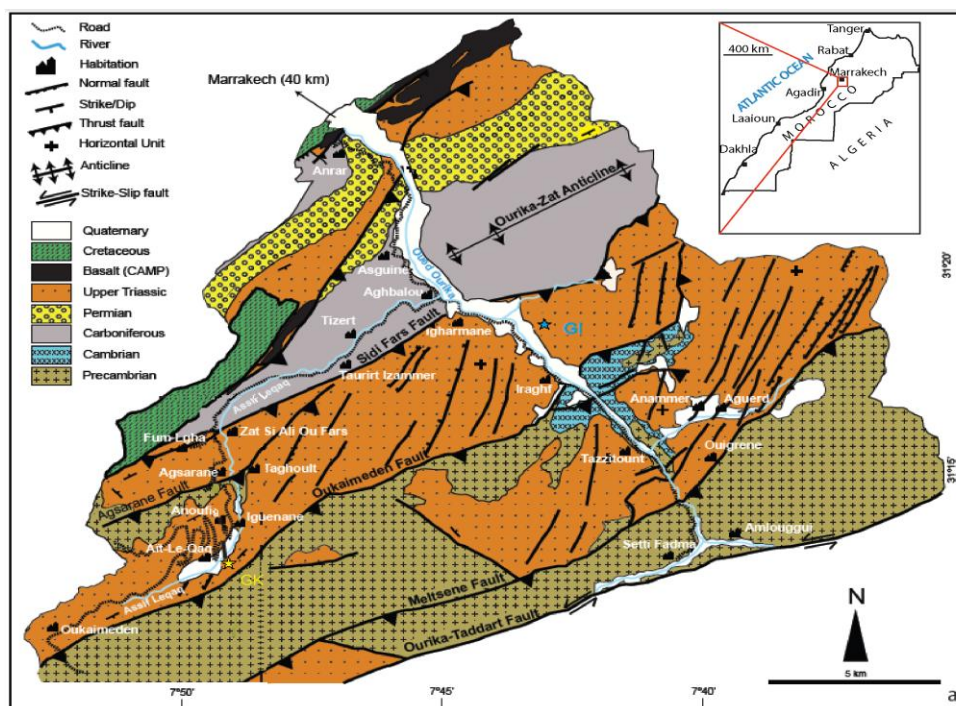 Road
River
Habitation
Normal fault
Strike/Dip
Thrust fault
Horizontal Unit
Anticline
Strike-Slip fault
Quaternary
Cretaceous
Basalt (CAMP)
Upper Triassic
Permian
Carboniferous
Cambrian
Precambrian
Marrakech (40 km)
400 km
ATLANTIC OCEAN
Tanger
Rabat
Marrakech
Agadir
Laaioun
Dakhla
MOROCCO
ALGERIA
Anrar
Ourika-Zat Anticline
Oued Ourika
Asguine
Aghbalou
Tizert
Sidi Fars Fault
Igharmane
GI
Taurirt Izammer
Assif Leqaq
Iraghf
Anammer
Aguerd
Fum-Lgha
Zat Si Ali Ou Fars
Tazzitount
Ouigrene
Agsarane
Taghoult
Oukaimeden Fault
Agsarane Fault
Anoufig
Iguenane
Amlouggui
Setti Fadma
Ait-Le-Qaq
GK
Meltsene Fault
Assif Leqaq
Oukaimeden
Ourika-Taddart Fault
31°20
31°15
N
5 km
7°50
7°45
7°40
a